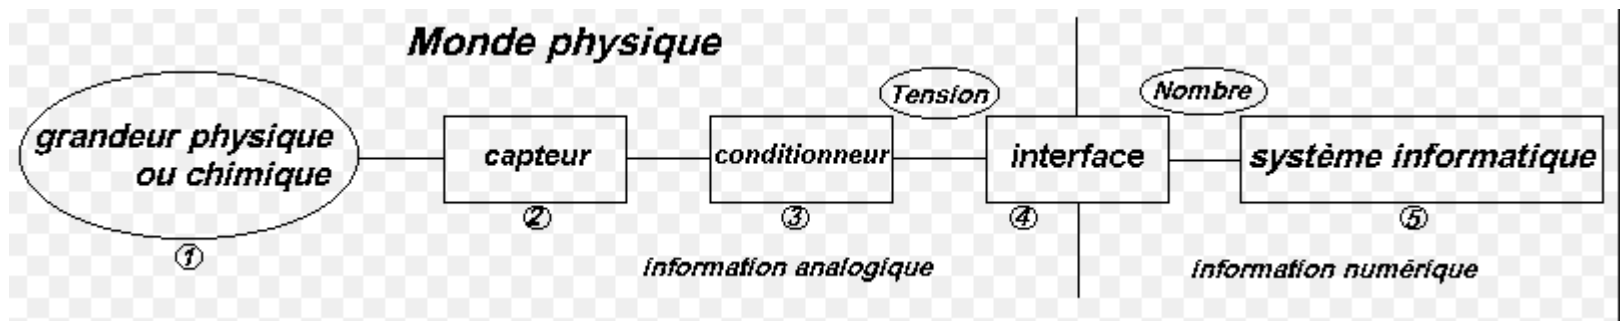 Monde physique
grandeur physique
ou chimique
①
capteur
②
conditionneur
③
Tension
interface
④
Nombre
système informatique
⑤
information analogique
information numérique